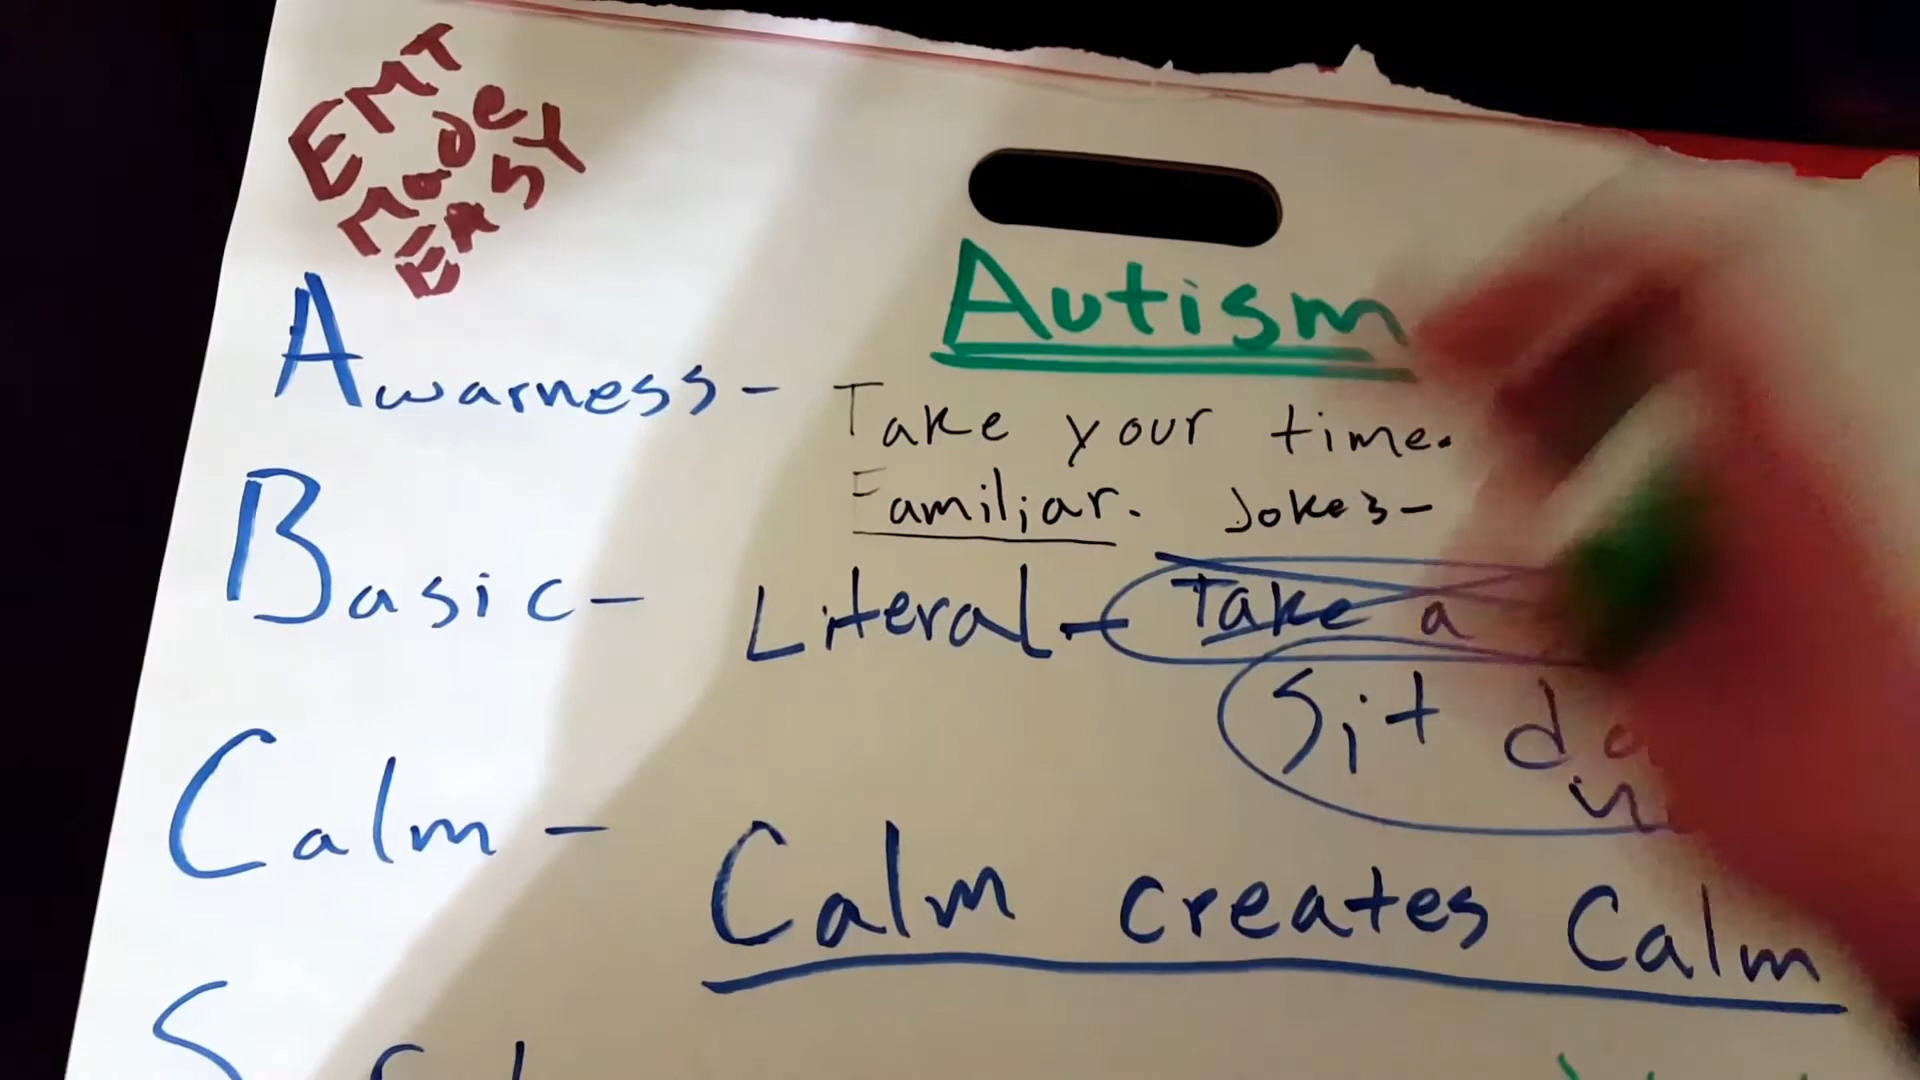 EMT
MaDe
EASY
Autism
Awarness- Take your time.
Familiar. Jokes-
Basic- Literal- Take a
Sit
Calm - Calm creates Calm